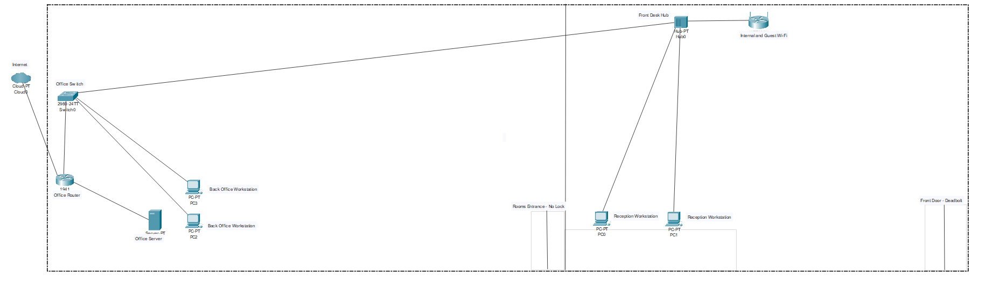 Front Desk Hub
Hub-PT
Hub0
Internal and Guest Wi-Fi
Internet
Cloud-PT
Cloud0
Office Switch
2960-24TT
Switch0
1941
Office Router
Back Office Workstation
PC-PT
PC3
Back Office Workstation
PC-PT
PC2
Server-PT
Office Server
Rooms Entrance - No Lock
Reception Workstation
PC-PT
PC0
Reception Workstation
PC-PT
PC1
Front Door - Deadbolt